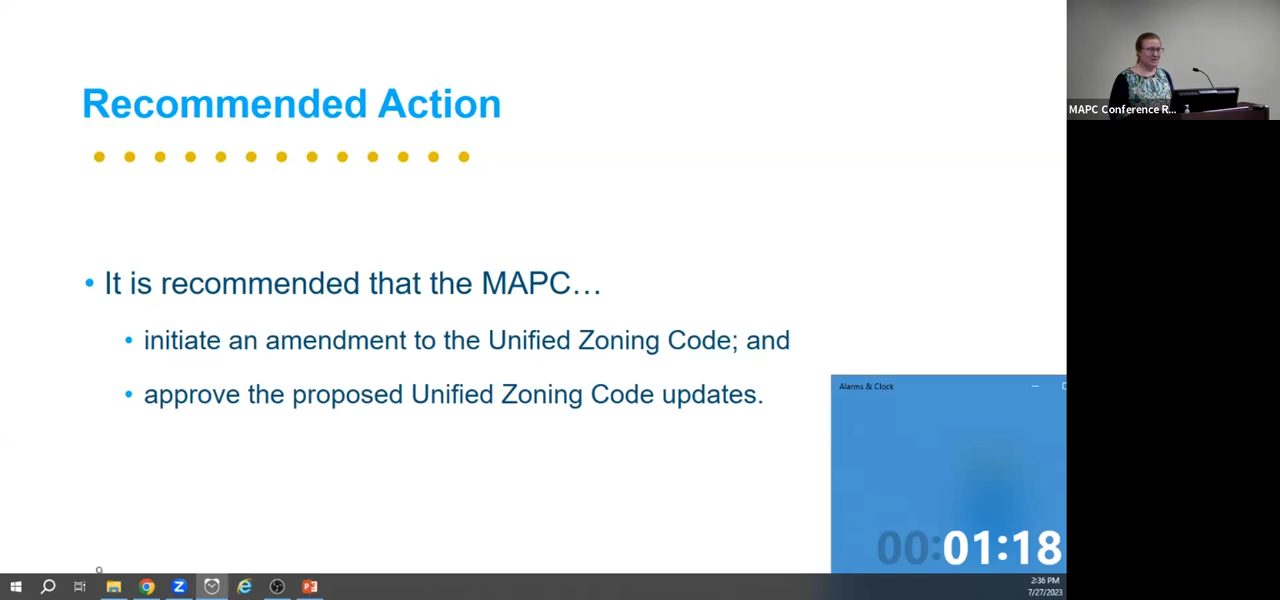 Recommended Action
• It is recommended that the MAPC…
• initiate an amendment to the Unified Zoning Code; and
• approve the proposed Unified Zoning Code updates.
MAPC Conference R...
Alarms & Clock
00:01:18
9
2:36 PM
7/27/2023